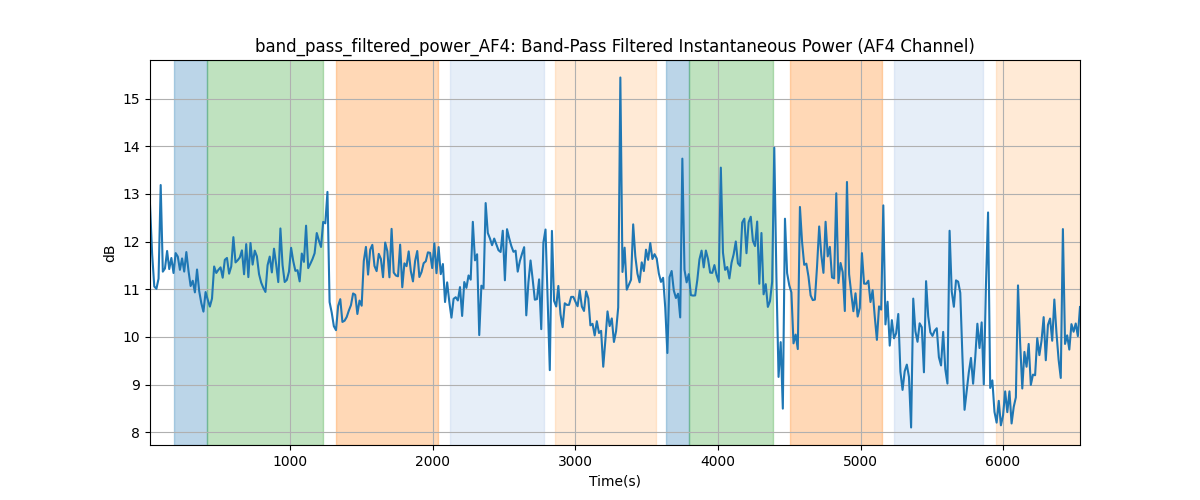 band_pass_filtered_power_AF4: Band-Pass Filtered Instantaneous Power (AF4 Channel)
dB
15
14
13
12
11
10
9
8
1000 2000 3000 4000 5000 6000
Time(s)